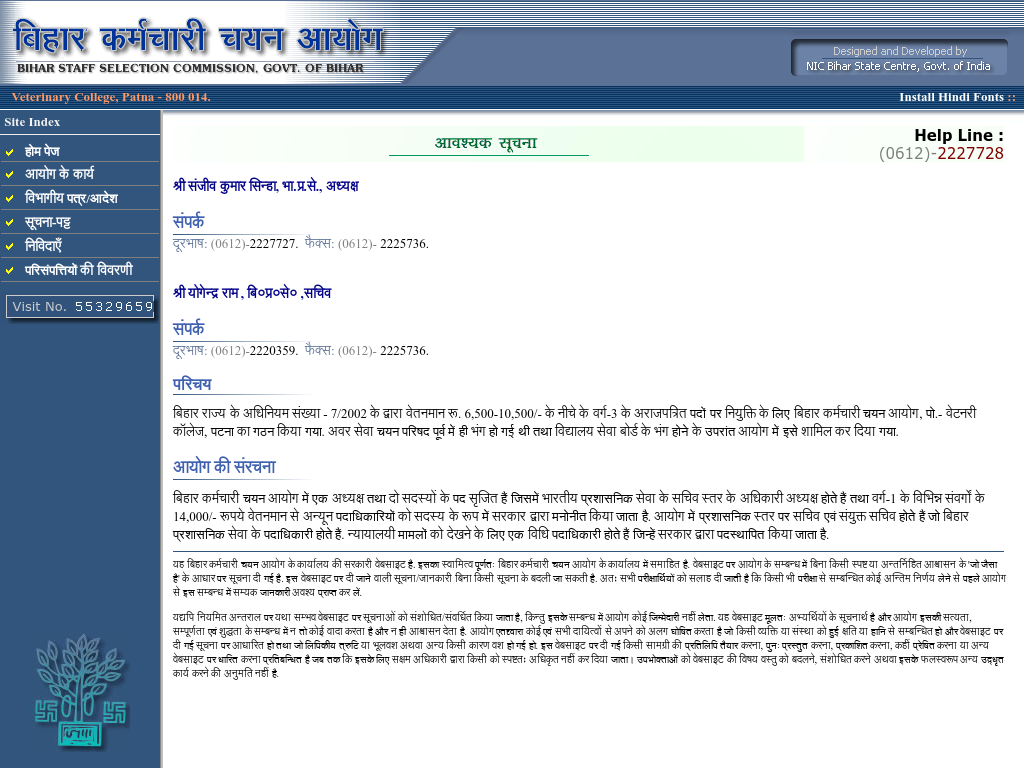 बिहार कर्मचारी चयन आयोग
BIHAR STAFF SELECTION COMMISSION, GOVT. OF BIHAR
Designed and Developed by
NIC Bihar State Centre, Govt. of India
Veterinary College, Patna - 800 014.
Install Hindi Fonts ::
Site Index
होम पेज
आयोग के कार्य
विभागीय पत्र/आदेश
सूचना-पट्ट
निविदाएँ
परिसंपत्तियों की विवरणी
Visit No. 55329659
आवश्यक सूचना
Help Line :
(0612)-2227728
श्री संजीव कुमार सिन्हा, भा.प्र.से., अध्यक्ष
संपर्क
दूरभाष: (0612)-2227727. फैक्स: (0612)- 2225736.
श्री योगेन्द्र राम , बि०प्र०से० ,सचिव
संपर्क
दूरभाष: (0612)-2220359. फैक्स: (0612)- 2225736.
परिचय
बिहार राज्य के अधिनियम संख्या - 7/2002 के द्वारा वेतनमान रू. 6,500-10,500/- के नीचे के वर्ग-3 के अराजपत्रित पदों पर नियुक्ति के लिए बिहार कर्मचारी चयन आयोग, पो.- वेटनरी
कॉलेज, पटना का गठन किया गया. अवर सेवा चयन परिषद पूर्व में ही भंग हो गई थी तथा विद्यालय सेवा बोर्ड के भंग होने के उपरांत आयोग में इसे शामिल कर दिया गया.
आयोग की संरचना
बिहार कर्मचारी चयन आयोग में एक अध्यक्ष तथा दो सदस्यों के पद सृजित हैं जिसमें भारतीय प्रशासनिक सेवा के सचिव स्तर के अधिकारी अध्यक्ष होते हैं तथा वर्ग-1 के विभिन्न संवर्गो के
14,000/- रूपये वेतनमान से अन्यून पदाधिकारियों को सदस्य के रूप में सरकार द्वारा मनोनीत किया जाता है. आयोग में प्रशासनिक स्तर पर सचिव एवं संयुक्त सचिव होते हैं जो बिहार
प्रशासनिक सेवा के पदाधिकारी होते हैं. न्यायालयी मामलों को देखने के लिए एक विधि पदाधिकारी होते हैं जिन्हें सरकार द्वारा पदस्थापित किया जाता है.
यह बिहार कर्मचारी चयन आयोग के कार्यालय की सरकारी वेबसाइट है. इसका स्वामित्व पूर्णतः बिहार कर्मचारी चयन आयोग के कार्यालय में समाहित है. वेबसाइट पर आयोग के सम्बन्ध में बिना किसी स्पष्ट या अन्तर्निहित आश्वासन के 'जो जैसा
है' के आधार पर सूचना दी गई है. इस वेबसाइट पर दी जाने वाली सूचना/जानकारी बिना किसी सूचना के बदली जा सकती है. अतः सभी परीक्षार्थियों को सलाह दी जाती है कि किसी भी परीक्षा से सम्बन्धित कोई अन्तिम निर्णय लेने से पहले आयोग
से इस सम्बन्ध में सम्यक जानकारी अवश्य प्राप्त कर लें.
यद्यपि नियमित अन्तराल पर यथा सम्भव वेबसाइट पर सूचनाओं को संशोधित/संवर्धित किया जाता है, किन्तु इसके सम्बन्ध में आयोग कोई जिम्मेदारी नहीं लेता. यह वेबसाइट मूलतः अभ्यर्थियों के सूचनार्थ है और आयोग इसकी सत्यता,
सम्पूर्णता एवं शुद्धता के सम्बन्ध में न तो कोई वादा करता है और न ही आश्वासन देता है. आयोग एतद्द्वारा कोई एवं सभी दायित्वों से अपने को अलग घोषित करता है जो किसी व्यक्ति या संस्था को हुई क्षति या हानि से सम्बन्धित हो और वेबसाइट पर
दी गई सूचना पर आधारित हो तथा जो लिपिकीय त्रुटि या भूलवश अथवा अन्य किसी कारण वश हो गई हो. इस वेबसाइट पर दी गई किसी सामग्री की प्रतिलिपि तैयार करना, पुनः प्रस्तुत करना, प्रकाशित करना, कहीं प्रेषित करना या अन्य
वेबसाइट पर धारित करना प्रतिबन्धित है जब तक कि इसके लिए सक्षम अधिकारी द्वारा किसी को स्पष्टतः अधिकृत नहीं कर दिया जाता। उपभोक्ताओं को वेबसाइट की विषय वस्तु को बदलने, संशोधित करने अथवा इसके फलस्वरूप अन्य उद्धृत
कार्य करने की अनुमति नहीं है.